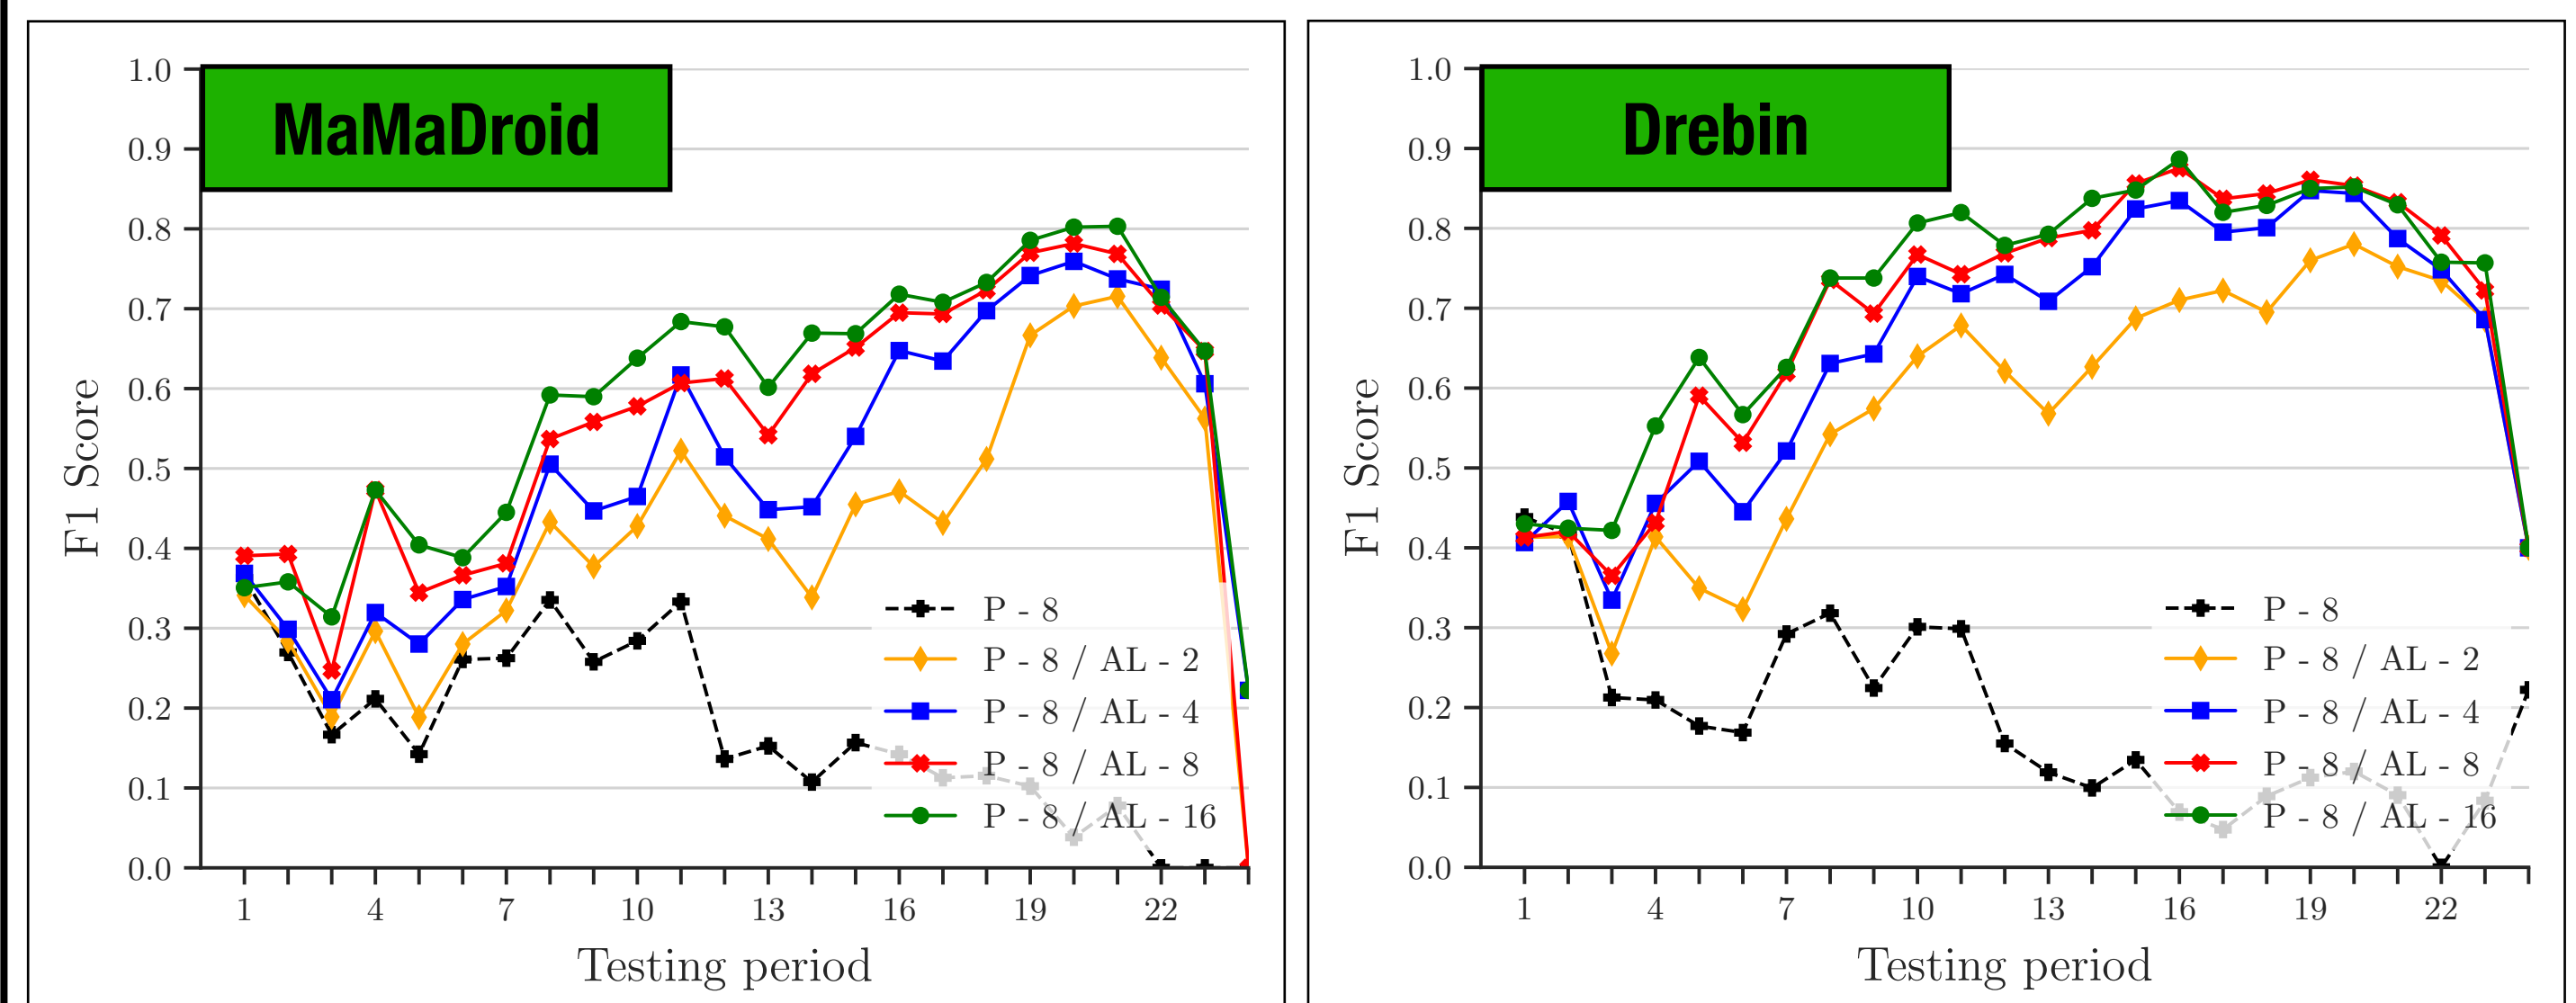 MaMaDroid
F1 Score
1.0
0.9
0.8
0.7
0.6
0.5
0.4
0.3
0.2
0.1
0.0
1 4 7 10 13 16 19 22
Testing period
P - 8
P - 8 / AL - 2
P - 8 / AL - 4
P - 8 / AL - 8
P - 8 / AL - 16
Drebin
F1 Score
1.0
0.9
0.8
0.7
0.6
0.5
0.4
0.3
0.2
0.1
0.0
1 4 7 10 13 16 19 22
Testing period
P - 8
P - 8 / AL - 2
P - 8 / AL - 4
P - 8 / AL - 8
P - 8 / AL - 16